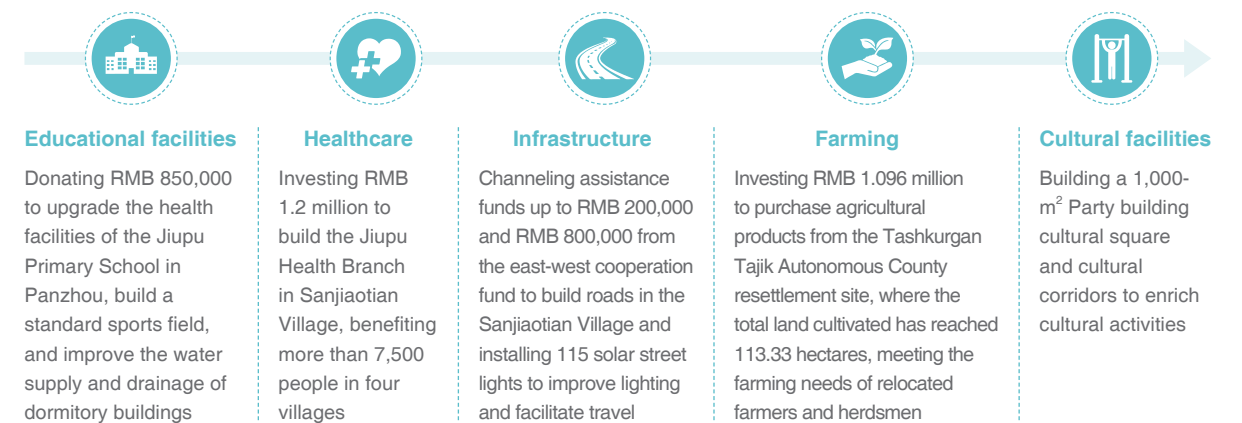 Educational facilities
Donating RMB 850,000
to upgrade the health
facilities of the Jiupu
Primary School in
Panzhou, build a
standard sports field,
and improve the water
supply and drainage of
dormitory buildings
Healthcare
Investing RMB
1.2 million to
build the Jiupu
Health Branch
in Sanjiaotian
Village, benefiting
more than 7,500
people in four
villages
Infrastructure
Channeling assistance
funds up to RMB 200,000
and RMB 800,000 from
the east-west cooperation
fund to build roads in the
Sanjiaotian Village and
installing 115 solar street
lights to improve lighting
and facilitate travel
Farming
Investing RMB 1.096 million
to purchase agricultural
products from the Tashkurgan
Tajik Autonomous County
resettlement site, where the
total land cultivated has reached
113.33 hectares, meeting the
farming needs of relocated
farmers and herdsmen
Cultural facilities
Building a 1,000-
m² Party building
cultural square
and cultural
corridors to enrich
cultural activities